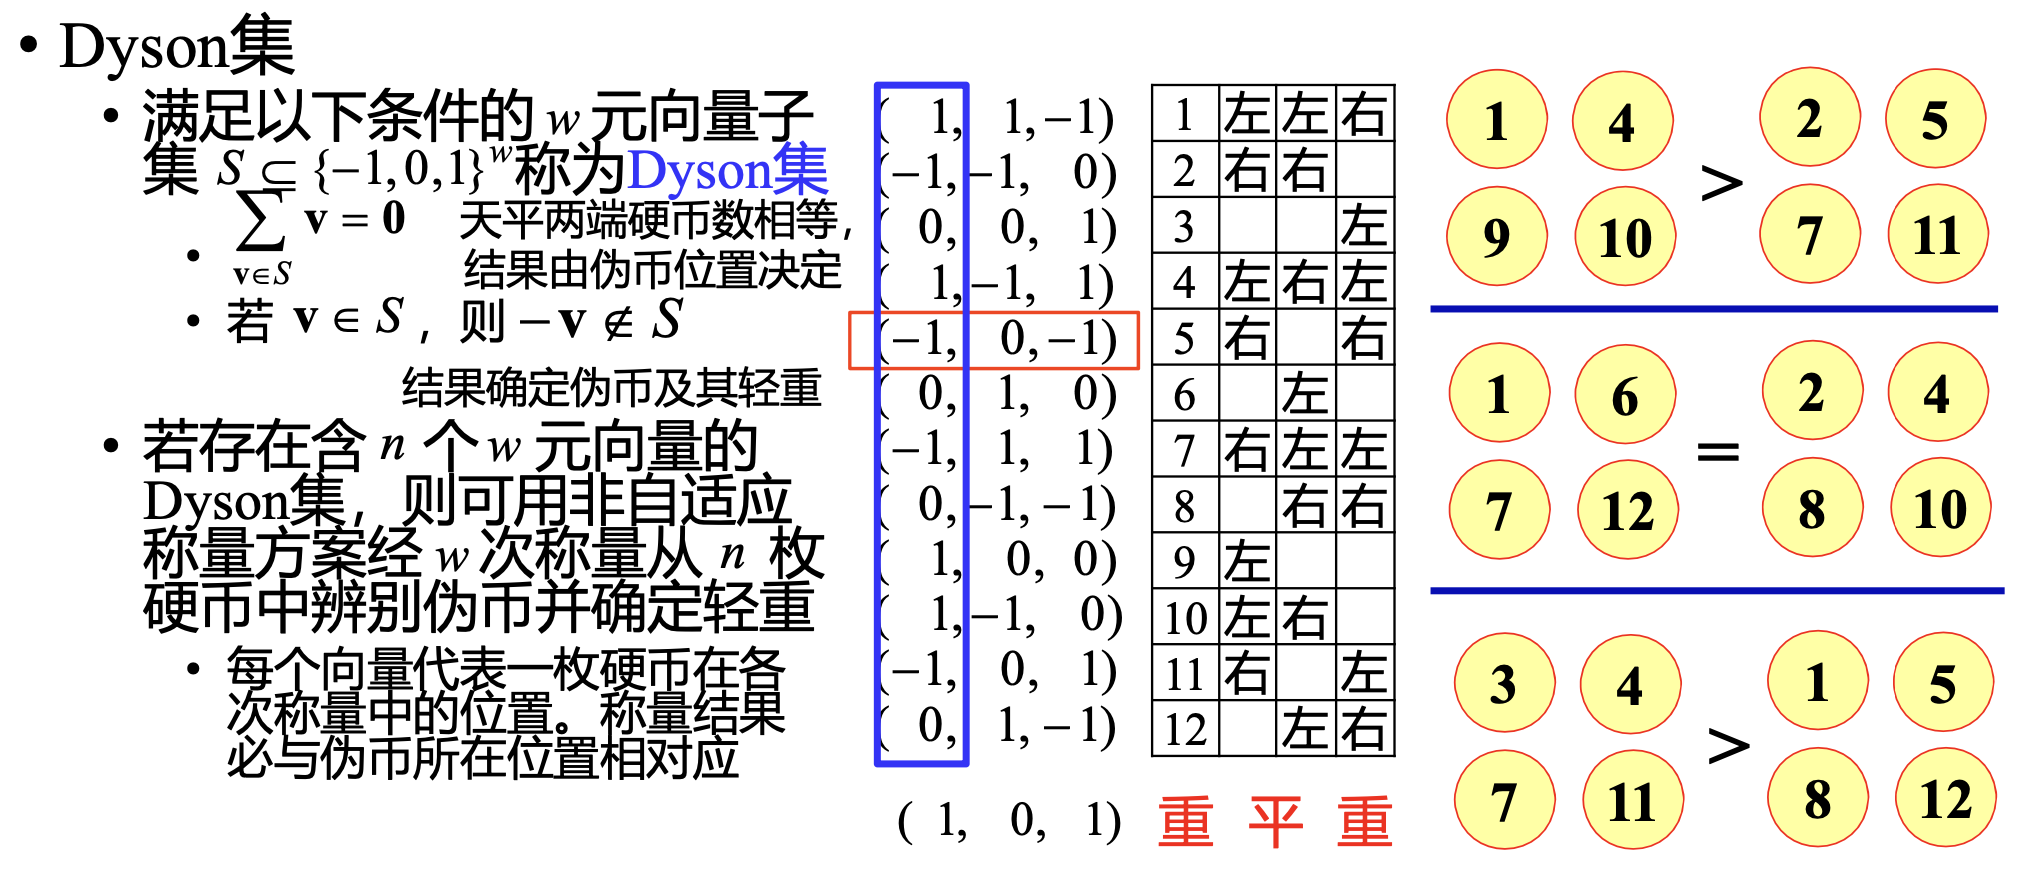 • Dyson集
• 满足以下条件的 w 元向量子
集 S ⊂ {−1,0,1}^w 称为Dyson集
• ∑_{v∈S} v = 0 天平两端硬币数相等，
结果由伪币位置决定
• 若 v ∈ S ，则 −v ∉ S
结果确定伪币及其轻重
• 若存在含 n 个 w 元向量的
Dyson集，则可用非自适应
称量方案经 w 次称量从 n 枚
硬币中辨别伪币并确定轻重
• 每个向量代表一枚硬币在各
次称量中的位置。称量结果
必与伪币所在位置相对应
( 1, 1, −1)
(−1, −1, 0)
( 0, 0, 1)
( 1, −1, 1)
(−1, 0, −1)
( 0, 1, 0)
(−1, 1, 1)
( 0, −1, −1)
( 1, 0, 0)
( 1, −1, 0)
(−1, 0, 1)
( 0, 1, −1)
( 1, 0, 1)
1 左 左 右
2 右 右
3 左
4 左 右 左
5 右 右
6 左
7 右 左 左
8 右 右
9 左
10 左 右
11 右 左
12 左 右
重 平 重
1 4 2 5
>
9 10 7 11
1 6 2 4
=
7 12 8 10
3 4 1 5
>
7 11 8 12